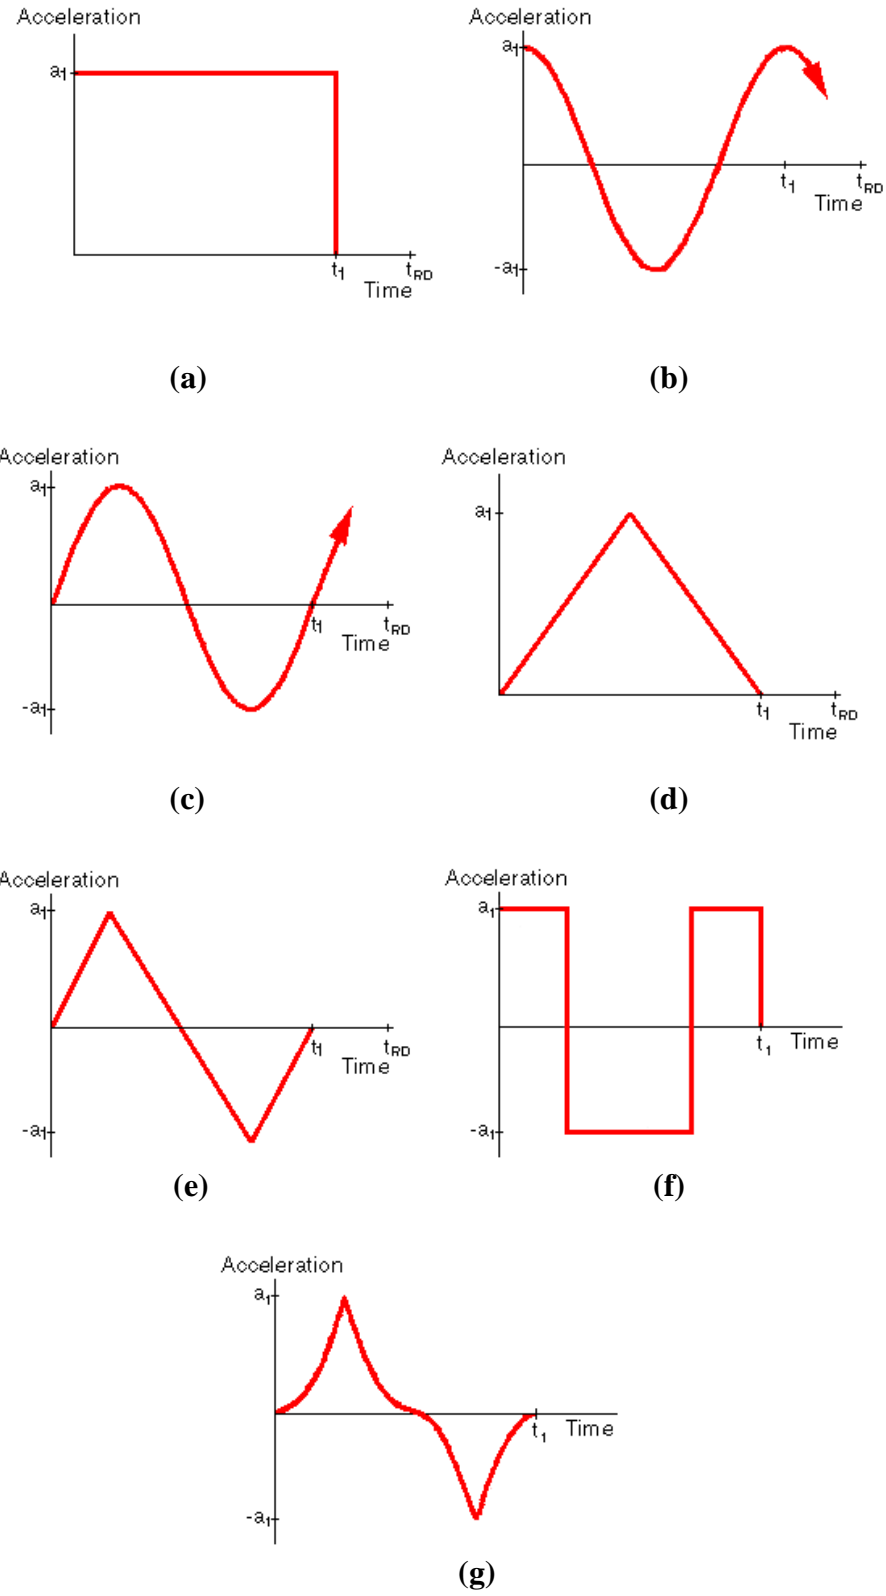 Acceleration
a1
t1 tRD
Time
(a)
Acceleration
a1
t1 tRD
Time
-a1
(b)
Acceleration
a1
t1 tRD
Time
-a1
(c)
Acceleration
a1
t1 tRD
Time
(d)
Acceleration
a1
t1 tRD
Time
-a1
(e)
Acceleration
a1
t1 Time
-a1
(f)
Acceleration
a1
t1 Time
-a1
(g)